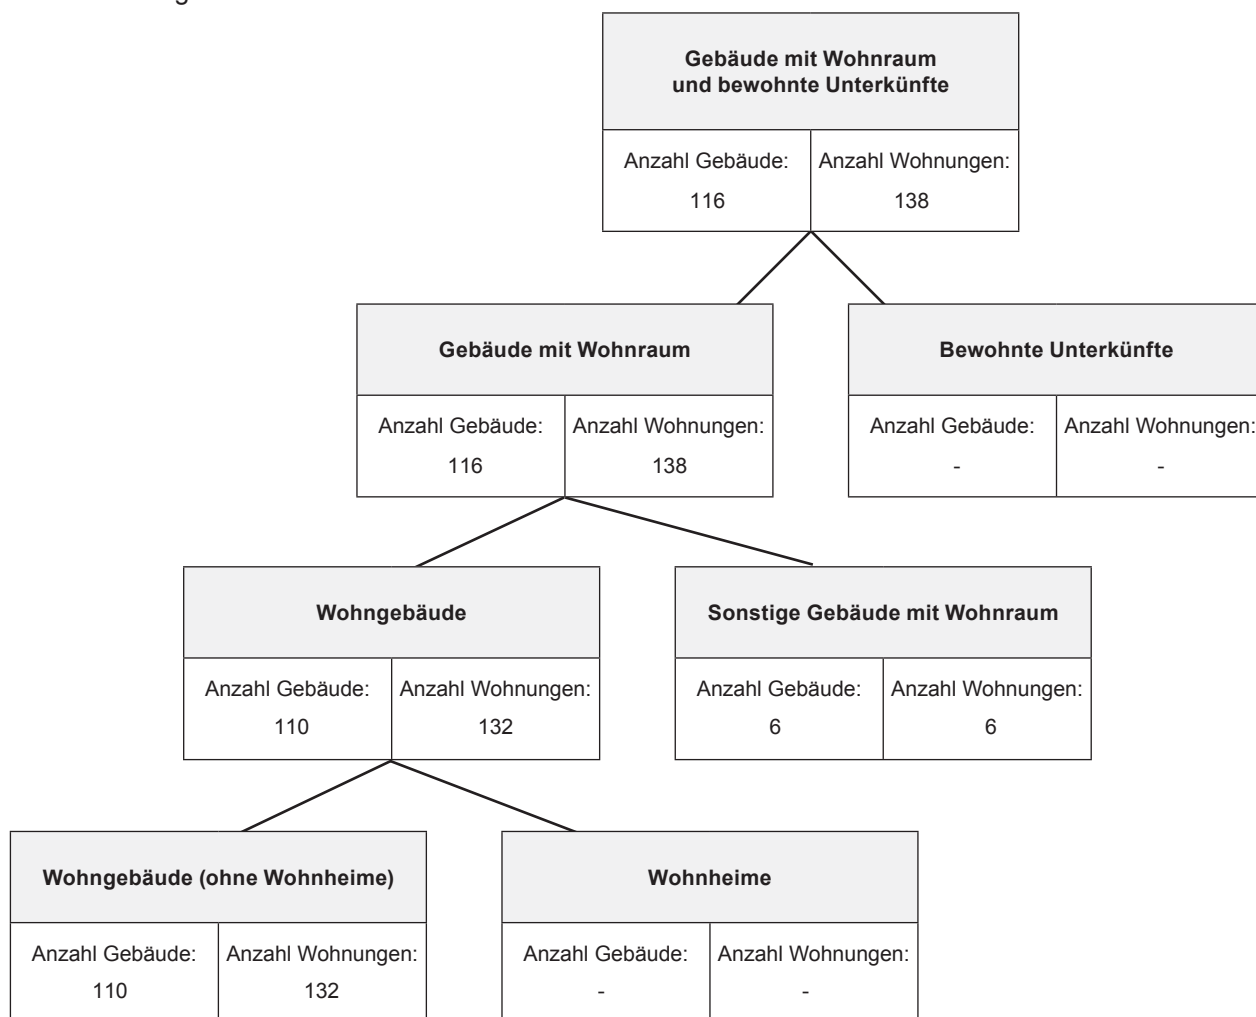 Gebäude mit Wohnraum
und bewohnte Unterkünfte
Anzahl Gebäude: Anzahl Wohnungen:
116 138
Gebäude mit Wohnraum Bewohnte Unterkünfte
Anzahl Gebäude: Anzahl Wohnungen: Anzahl Gebäude: Anzahl Wohnungen:
116 138 - -
Wohngebäude Sonstige Gebäude mit Wohnraum
Anzahl Gebäude: Anzahl Wohnungen: Anzahl Gebäude: Anzahl Wohnungen:
110 132 6 6
Wohngebäude (ohne Wohnheime) Wohnheime
Anzahl Gebäude: Anzahl Wohnungen: Anzahl Gebäude: Anzahl Wohnungen:
110 132 - -